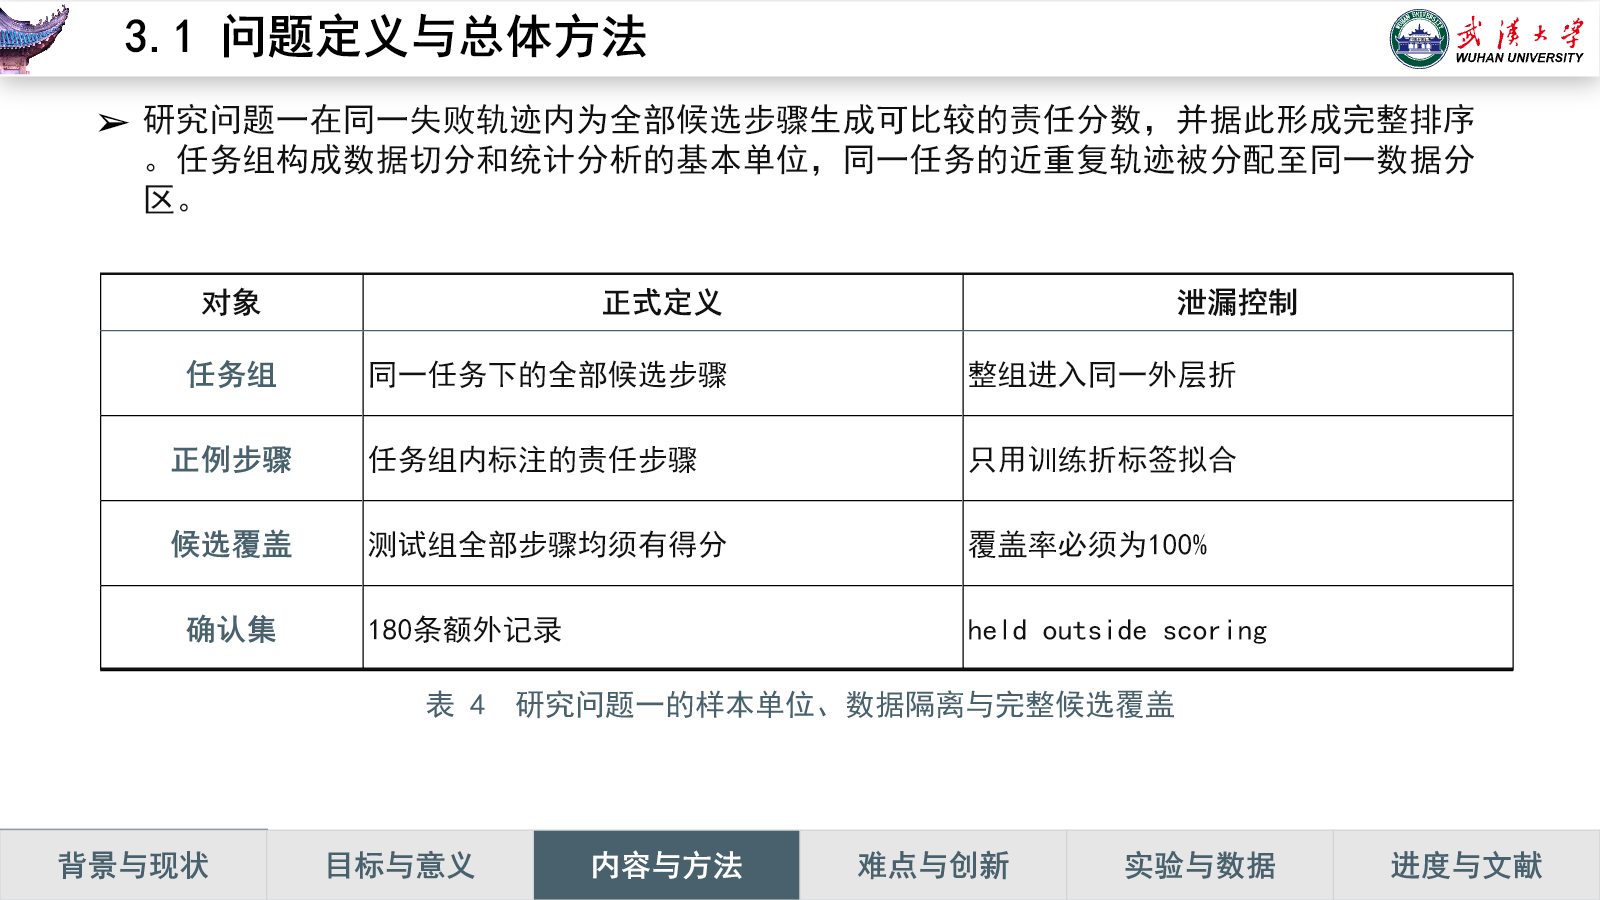 3.1 问题定义与总体方法
武漢大学
WUHAN UNIVERSITY
➢ 研究问题一在同一失败轨迹内为全部候选步骤生成可比较的责任分数，并据此形成完整排序
。任务组构成数据切分和统计分析的基本单位，同一任务的近重复轨迹被分配至同一数据分
区。
对象 正式定义 泄漏控制
任务组 同一任务下的全部候选步骤 整组进入同一外层折
正例步骤 任务组内标注的责任步骤 只用训练折标签拟合
候选覆盖 测试组全部步骤均须有得分 覆盖率必须为100%
确认集 180条额外记录 held outside scoring
表 4 研究问题一的样本单位、数据隔离与完整候选覆盖
背景与现状 目标与意义 内容与方法 难点与创新 实验与数据 进度与文献